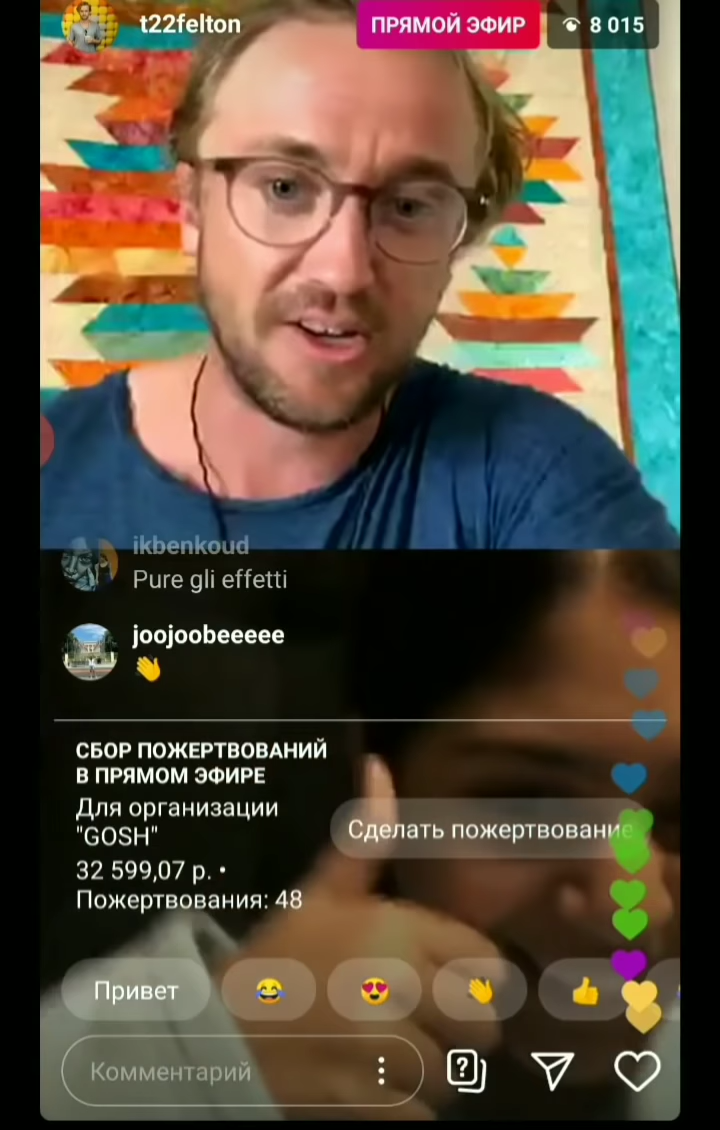 t22felton
ПРЯМОЙ ЭФИР
8 015
ikbenkoud
Pure gli effetti
joojoobeeeee
👋
СБОР ПОЖЕРТВОВАНИЙ
В ПРЯМОМ ЭФИРЕ
Для организации
"GOSH"
32 599,07 р. •
Пожертвования: 48
Сделать пожертвование
Привет 😂 😍 👋 👍
Комментарий